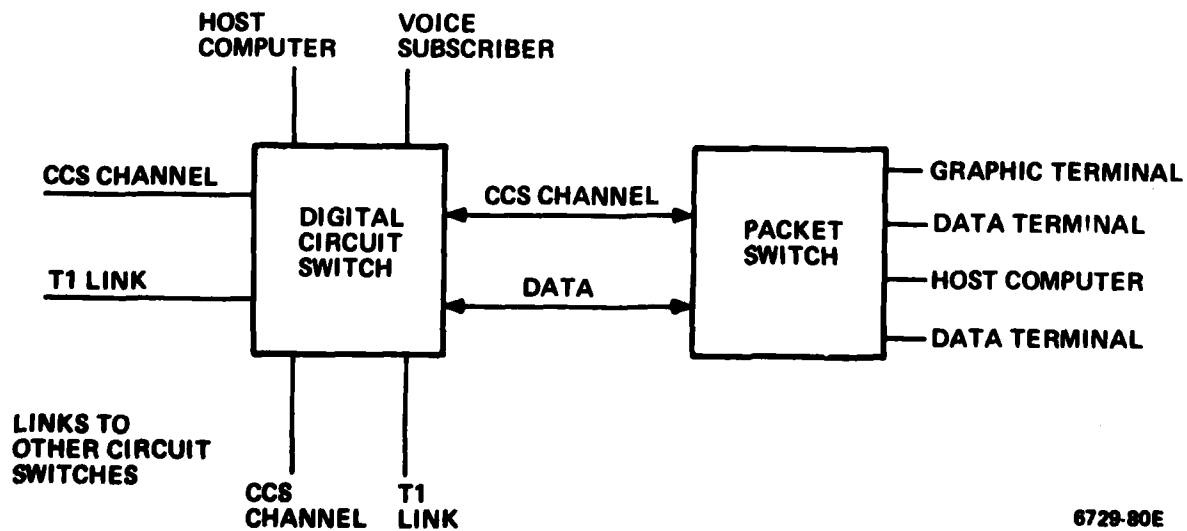 HOST
COMPUTER
VOICE
SUBSCRIBER
CCS CHANNEL
T1 LINK
DIGITAL
CIRCUIT
SWITCH
CCS CHANNEL
DATA
PACKET
SWITCH
GRAPHIC TERMINAL
DATA TERMINAL
HOST COMPUTER
DATA TERMINAL
LINKS TO
OTHER CIRCUIT
SWITCHES
CCS
CHANNEL
T1
LINK
6729-80E